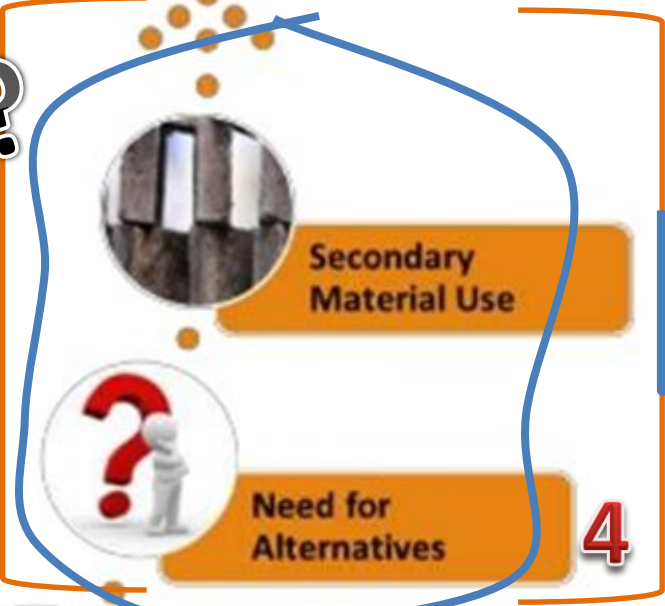 ?
Secondary
Material Use
?
Need for
Alternatives
4